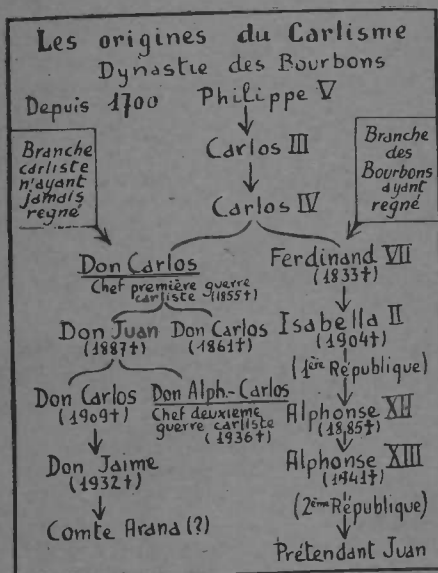 Les origines du Carlisme
Dynastie des Bourbons
Depuis 1700 Philippe V
Carlos III
Carlos IV
Branche
carliste
n'ayant
jamais
regné
Branche
des
Bourbons
ayant
regné
Don Carlos
Chef première guerre
carliste (1855†)
Ferdinand VII
(1833†)
Don Juan
(1887†)
Don Carlos
(1861†)
Isabella II
(1904†)
(1ère République)
Don Carlos
(1909†)
Don Alph.-Carlos
Chef deuxieme
guerre carliste
(1936†)
Alphonse XII
(1885†)
Don Jaime
(1932†)
Alphonse XIII
(1941†)
(2ème République)
Comte Arana (?)
Prétendant Juan